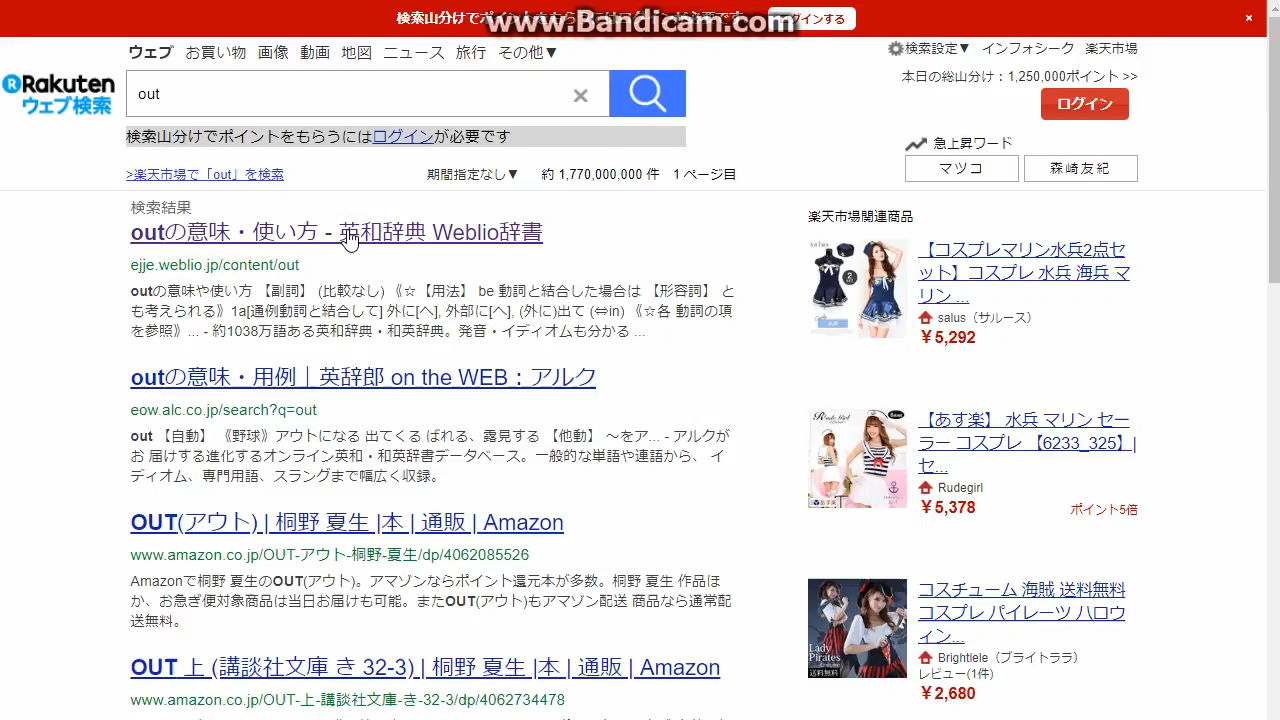 検索山分けで
www.Bandicam.com
する
×
ウェブ お買い物 画像 動画 地図 ニュース 旅行 その他▼
検索設定▼ インフォシーク 楽天市場
本日の総山分け：1,250,000ポイント >>
Rakuten
ウェブ検索
out
ログイン
検索山分けでポイントをもらうにはログインが必要です
急上昇ワード
マツコ
森崎友紀
>楽天市場で「out」を検索
期間指定なし▼
約 1,770,000,000 件 1 ページ目
検索結果
outの意味・使い方 - 英和辞典 Weblio辞書
ejje.weblio.jp/content/out
outの意味や使い方 【副詞】 (比較なし) 《☆【用法】 be 動詞と結合した場合は 【形容詞】 と
も考えられる》1a[通例動詞と結合して] 外に[へ], 外部に[へ], (外に)出て (⇔in) 《☆各 動詞の項
を参照》... - 約1038万語ある英和辞典・和英辞典。発音・イディオムも分かる ...
outの意味・用例｜英辞郎 on the WEB：アルク
eow.alc.co.jp/search?q=out
out 【自動】 《野球》アウトになる 出てくる ばれる、露見する 【他動】 ～をア... - アルクが
お 届けする進化するオンライン英和・和英辞書データベース。一般的な単語や連語から、 イ
ディオム、専門用語、スラングまで幅広く収録。
OUT(アウト) | 桐野 夏生 |本 | 通販 | Amazon
www.amazon.co.jp/OUT-アウト-桐野-夏生/dp/4062085526
Amazonで桐野 夏生のOUT(アウト)。アマゾンならポイント還元本が多数。桐野 夏生 作品ほ
か、お急ぎ便対象商品は当日お届けも可能。またOUT(アウト)もアマゾン配送 商品なら通常配
送無料。
OUT 上 (講談社文庫 き 32-3) | 桐野 夏生 |本 | 通販 | Amazon
www.amazon.co.jp/OUT-上-講談社文庫-き-32-3/dp/4062734478
楽天市場関連商品
salus
【コスプレマリン水兵2点セ
ット】コスプレ 水兵 海兵 マ
リン ...
salus（サルース）
￥5,292
Rude Girl
あす楽
【あす楽】 水兵 マリン セー
ラー コスプレ 【6233_325】|
セ...
Rudegirl
￥5,378
ポイント5倍
Lady
Pirates
送料無料
コスチューム 海賊 送料無料
コスプレ パイレーツ ハロウ
ィン...
Brightlele（ブライトララ）
レビュー(1件)
￥2,680